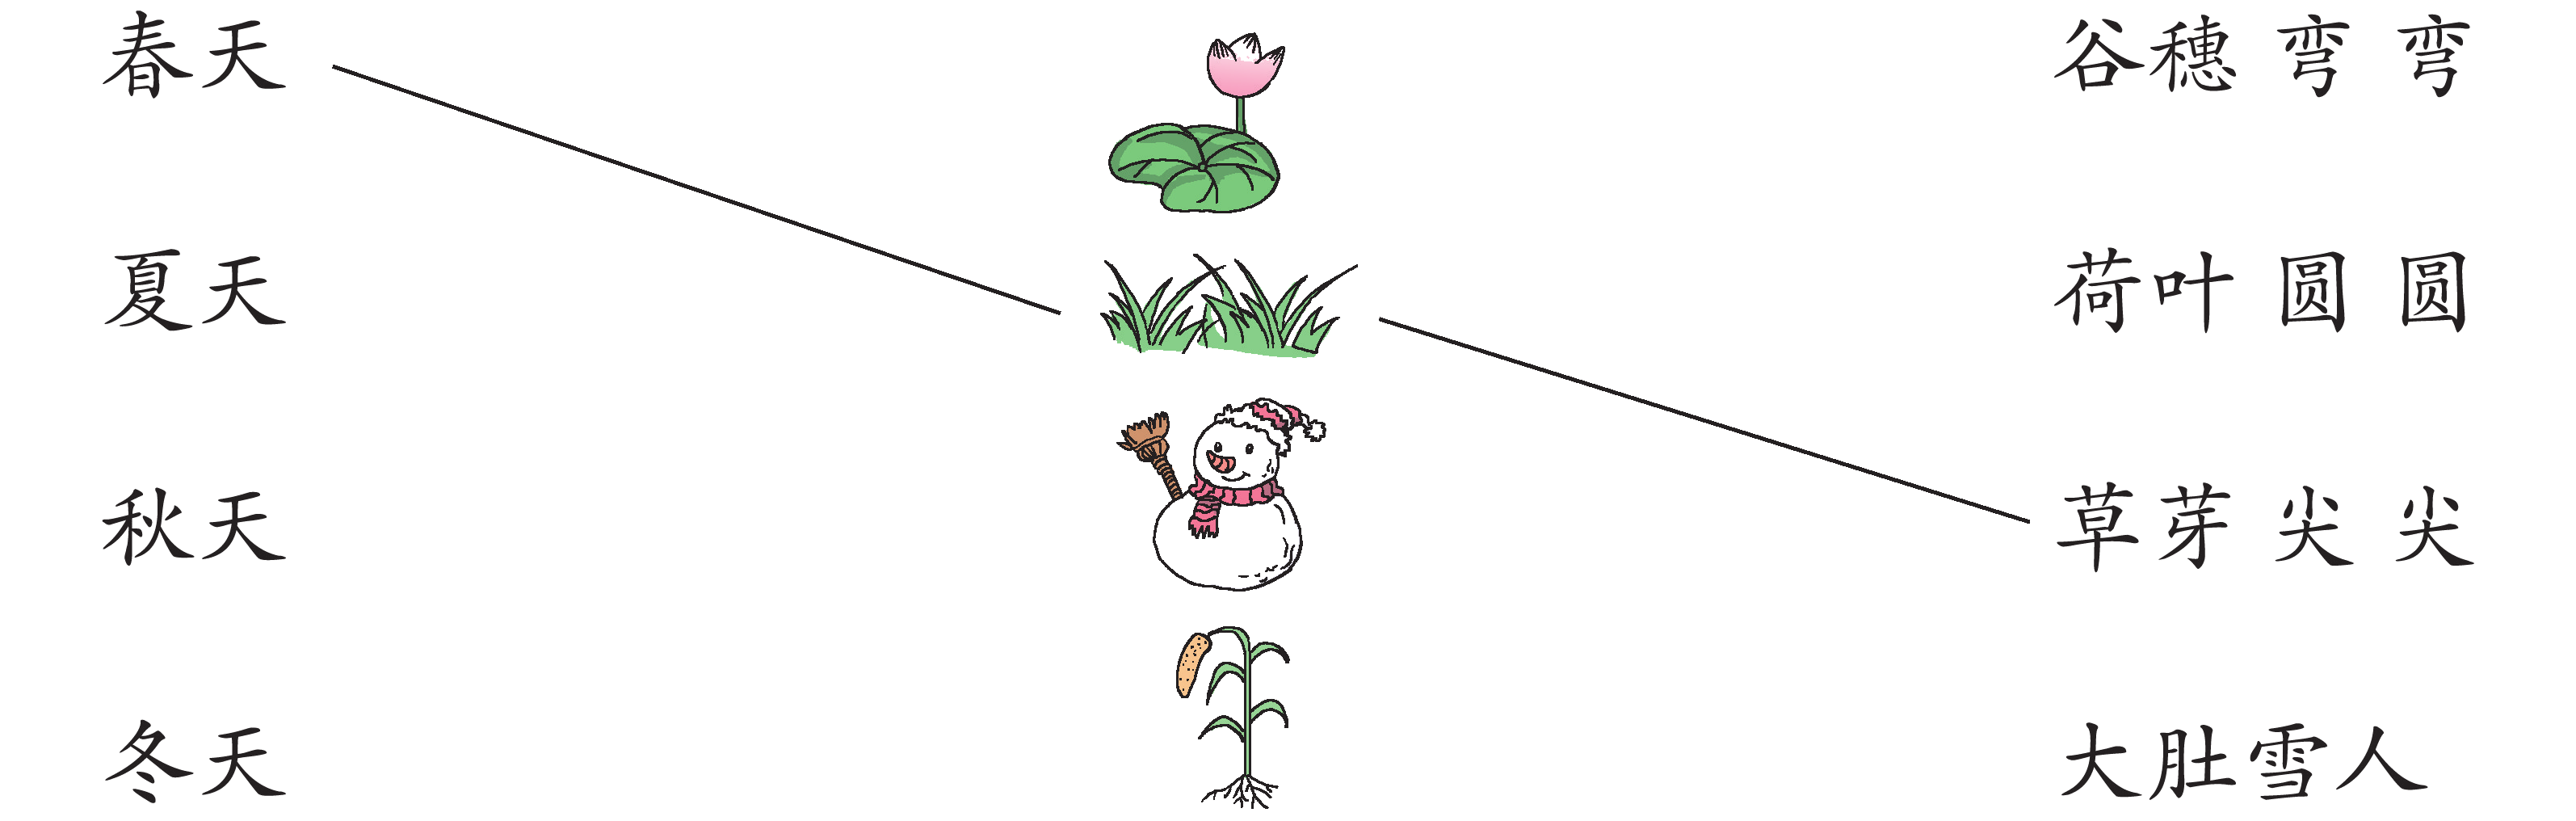 春天 谷穗 弯 弯
夏天 荷叶 圆 圆
秋天 草芽 尖 尖
冬天 大肚雪人